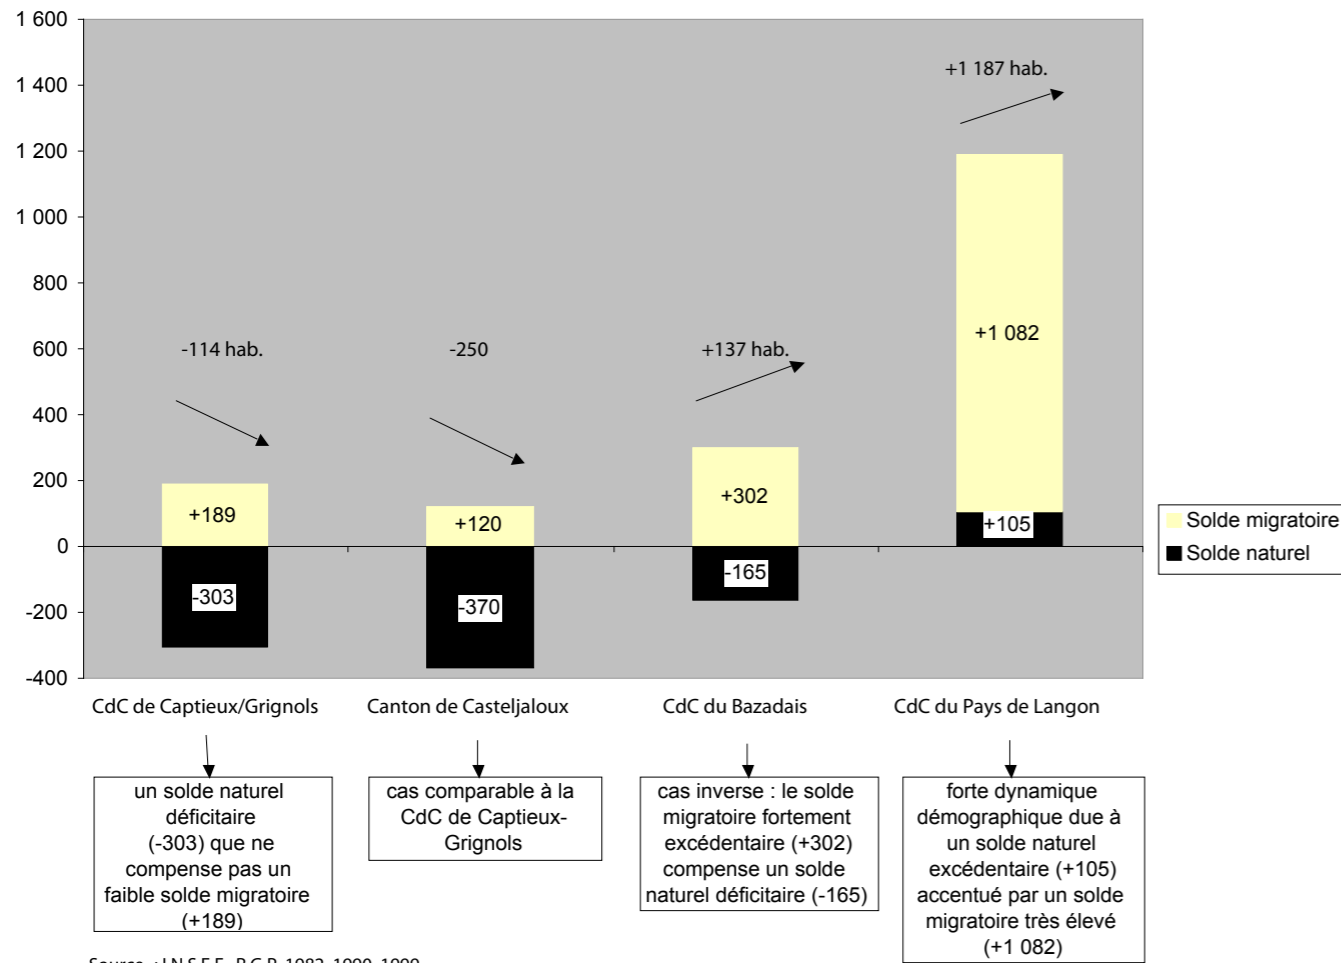 1 600
1 400
1 200
1 000
800
600
400
200
0
-200
-400
+1 187 hab.
-114 hab.
-250
+137 hab.
+1 082
+189
+120
+302
+105
-303
-370
-165
Solde migratoire
Solde naturel
CdC de Captieux/Grignols
Canton de Casteljaloux
CdC du Bazadais
CdC du Pays de Langon
un solde naturel
déficitaire
(-303) que ne
compense pas un
faible solde migratoire
(+189)
cas comparable à la
CdC de Captieux-
Grignols
cas inverse : le solde
migratoire fortement
excédentaire (+302)
compense un solde
naturel déficitaire (-165)
forte dynamique
démographique due à
un solde naturel
excédentaire (+105)
accentué par un solde
migratoire très élevé
(+1 082)